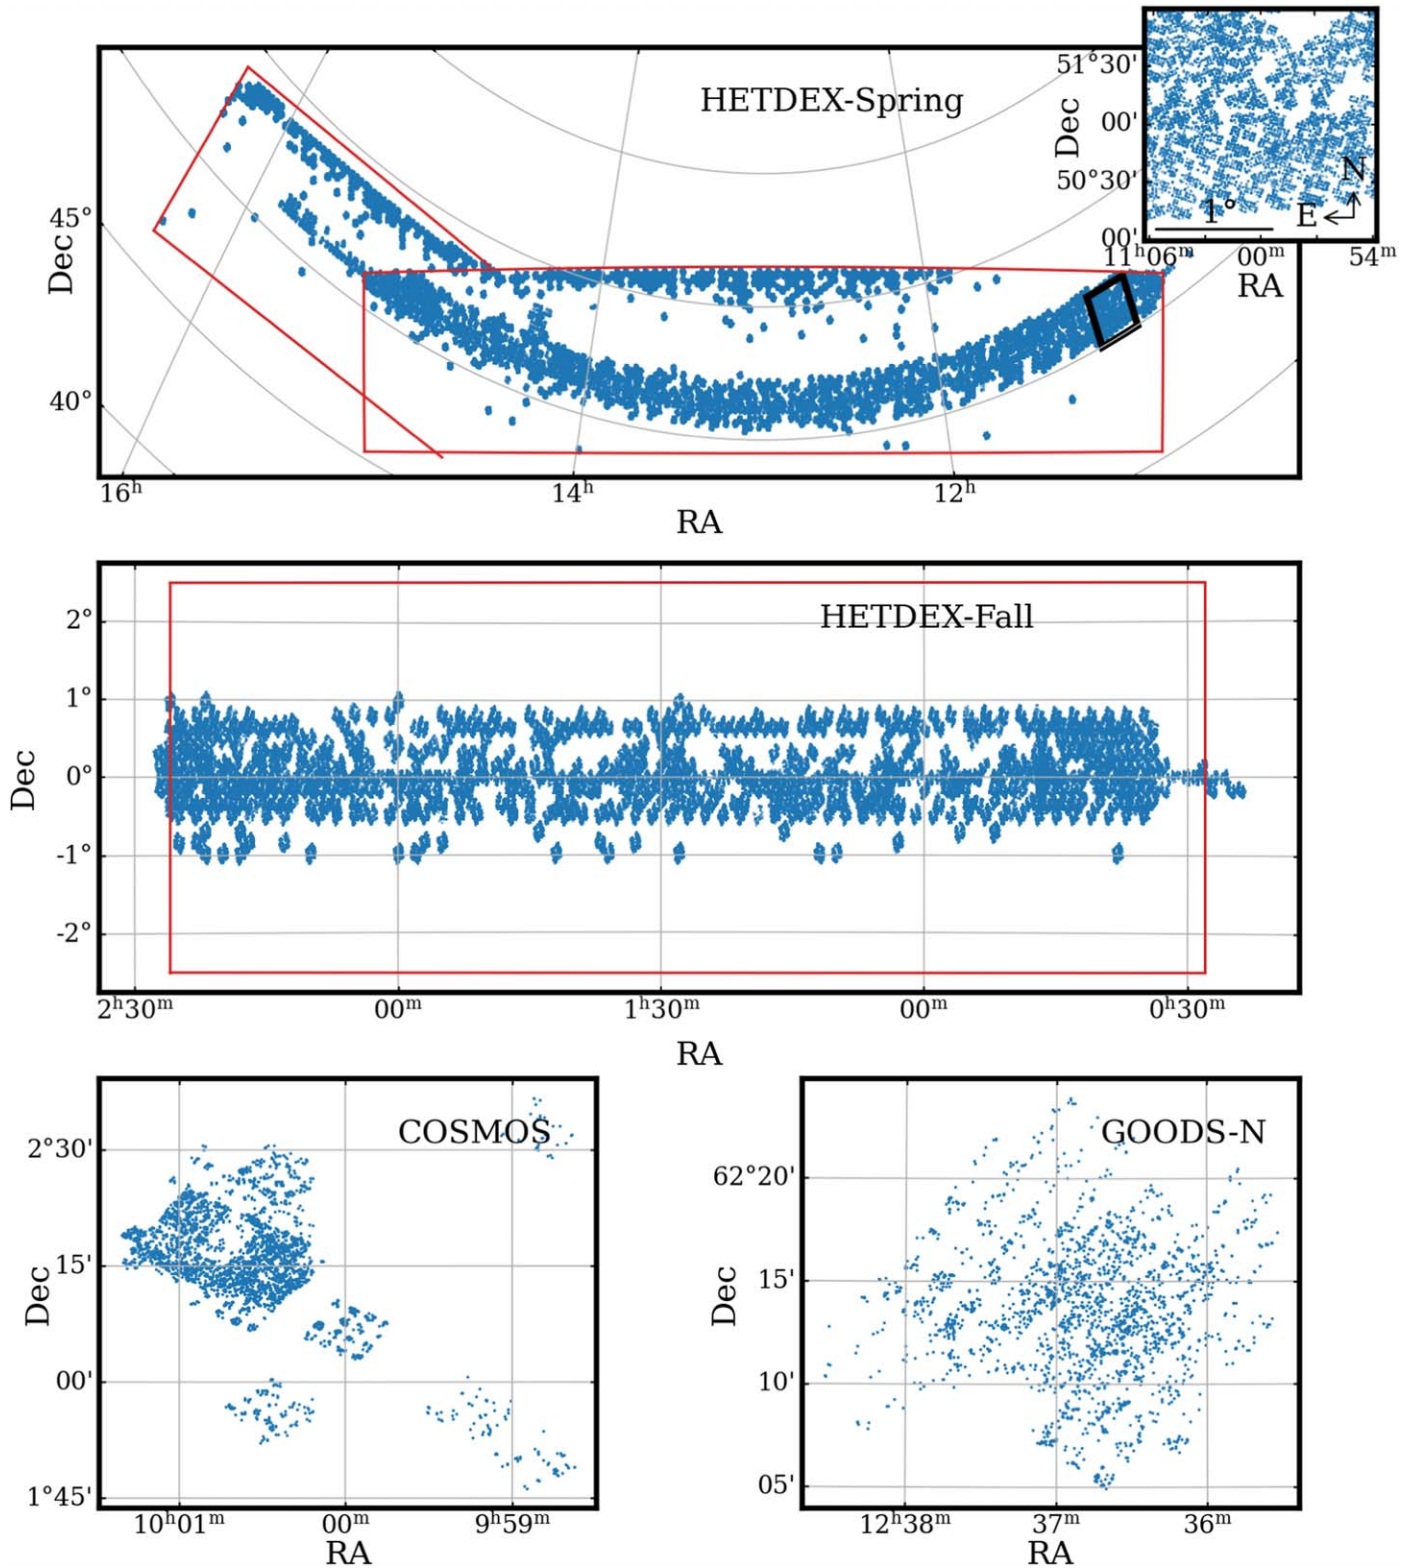 HETDEX-Spring
Dec
45°
40°
16ʰ
14ʰ
12ʰ
RA
Dec
51°30'
00'
50°30'
00'
1°
N
E
11ʰ06ᵐ
00ᵐ
54ᵐ
RA
HETDEX-Fall
Dec
2°
1°
0°
-1°
-2°
2ʰ30ᵐ
00ᵐ
1ʰ30ᵐ
00ᵐ
0ʰ30ᵐ
RA
COSMOS
Dec
2°30'
15'
00'
1°45'
10ʰ01ᵐ
00ᵐ
9ʰ59ᵐ
RA
GOODS-N
Dec
62°20'
15'
10'
05'
12ʰ38ᵐ
37ᵐ
36ᵐ
RA